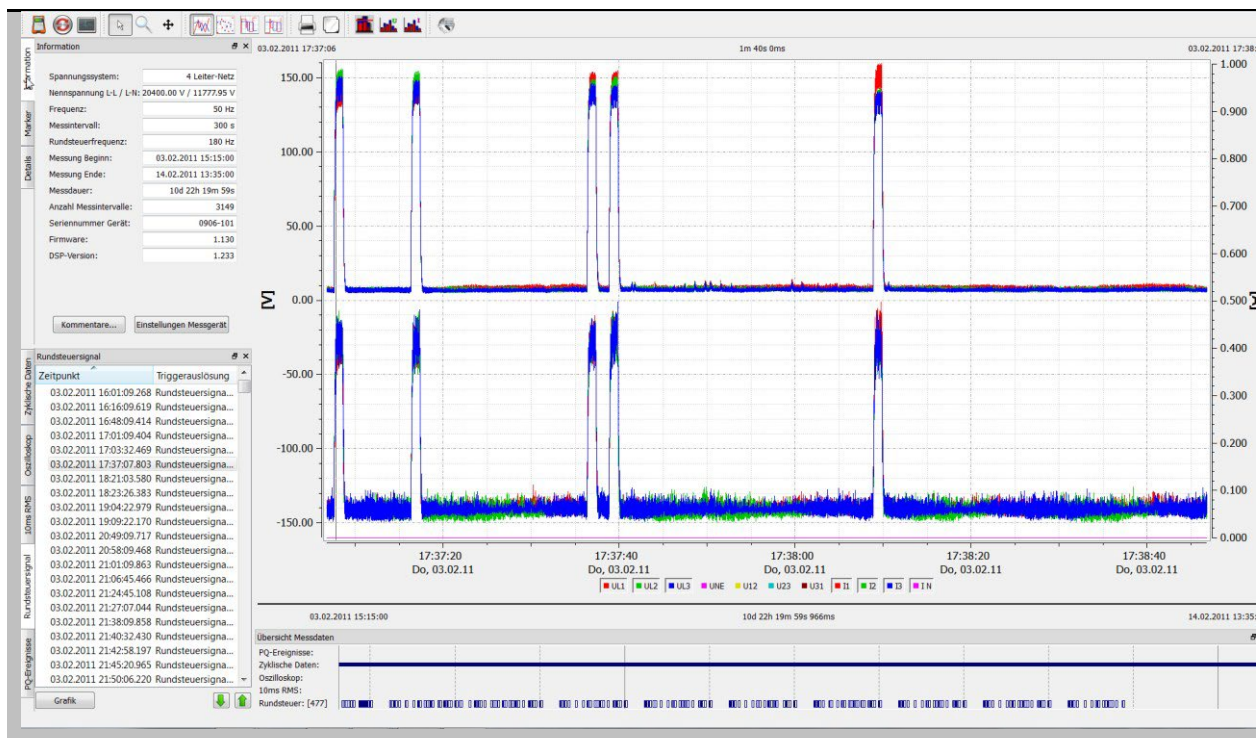 Information
03.02.2011 17:37:06
1m 40s 0ms
03.02.2011 17:38:
Information
Marker
Details
Spannungssystem: 4 Leiter-Netz
Nennspannung L-L / L-N: 20400.00 V / 11777.95 V
Frequenz: 50 Hz
Messintervall: 300 s
Rundsteuerfrequenz: 180 Hz
Messung Beginn: 03.02.2011 15:15:00
Messung Ende: 14.02.2011 13:35:00
Messdauer: 10d 22h 19m 59s
Anzahl Messintervalle: 3149
Seriennummer Gerät: 0906-101
Firmware: 1.130
DSP-Version: 1.233
Kommentare... Einstellungen Messgerät
Rundsteuersignal
Zyklische Daten
Oszilloskop
10ms RMS
Rundsteuersignal
PQ-Ereignisse
Zeitpunkt Triggerauslösung
03.02.2011 16:01:09.268 Rundsteuersigna...
03.02.2011 16:16:09.619 Rundsteuersigna...
03.02.2011 16:48:09.414 Rundsteuersigna...
03.02.2011 17:01:09.404 Rundsteuersigna...
03.02.2011 17:03:32.469 Rundsteuersigna...
03.02.2011 17:37:07.803 Rundsteuersigna...
03.02.2011 18:21:03.580 Rundsteuersigna...
03.02.2011 18:23:26.383 Rundsteuersigna...
03.02.2011 19:04:22.979 Rundsteuersigna...
03.02.2011 19:09:22.170 Rundsteuersigna...
03.02.2011 20:49:09.717 Rundsteuersigna...
03.02.2011 20:58:09.468 Rundsteuersigna...
03.02.2011 21:01:09.863 Rundsteuersigna...
03.02.2011 21:06:45.466 Rundsteuersigna...
03.02.2011 21:24:45.108 Rundsteuersigna...
03.02.2011 21:27:07.044 Rundsteuersigna...
03.02.2011 21:38:09.858 Rundsteuersigna...
03.02.2011 21:40:32.430 Rundsteuersigna...
03.02.2011 21:42:58.197 Rundsteuersigna...
03.02.2011 21:45:20.965 Rundsteuersigna...
03.02.2011 21:50:06.220 Rundsteuersigna...
Grafik
[V]
150.00
100.00
50.00
0.00
-50.00
-100.00
-150.00
1.000
0.900
0.800
0.700
0.600
0.500
0.400
0.300
0.200
0.100
0.000
17:37:20 17:37:40 17:38:00 17:38:20 17:38:40
Do, 03.02.11 Do, 03.02.11 Do, 03.02.11 Do, 03.02.11 Do, 03.02.11
UL1 UL2 UL3 UNE U12 U23 U31 I1 I2 I3 I N
03.02.2011 15:15:00 10d 22h 19m 59s 966ms 14.02.2011 13:35:
Übersicht Messdaten
PQ-Ereignisse:
Zyklische Daten:
Oszilloskop:
10ms RMS:
Rundsteuer: [477]